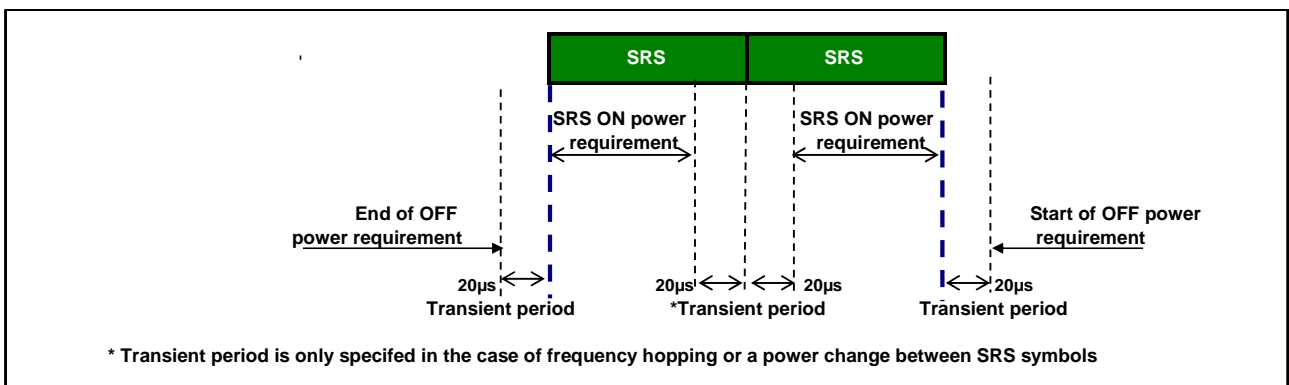 SRS SRS
SRS ON power
requirement
SRS ON power
requirement
End of OFF
power requirement
Start of OFF power
requirement
20µs 20µs 20µs 20µs
Transient period *Transient period Transient period
* Transient period is only specifed in the case of frequency hopping or a power change between SRS symbols